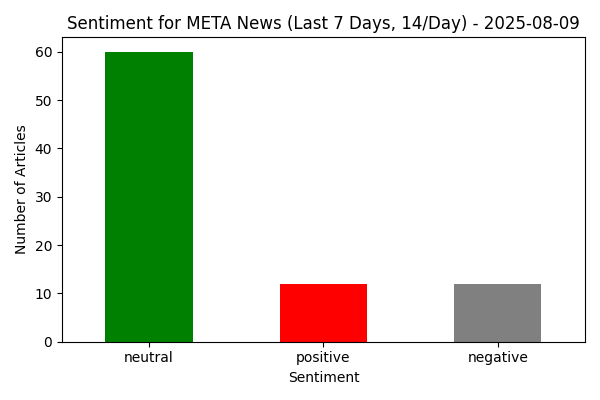 Sentiment for META News (Last 7 Days, 14/Day) - 2025-08-09
Number of Articles
60
50
40
30
20
10
0
neutral positive negative
Sentiment